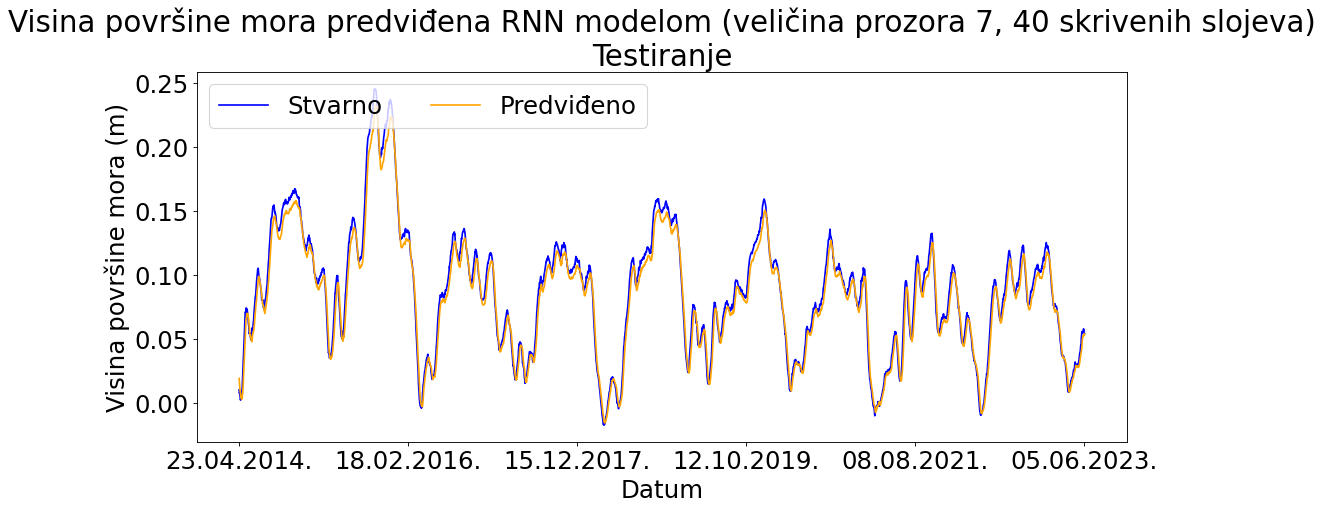 Visina površine mora predviđena RNN modelom (veličina prozora 7, 40 skrivenih slojeva)
Testiranje
Stvarno Predviđeno
Visina površine mora (m)
0.25
0.20
0.15
0.10
0.05
0.00
23.04.2014. 18.02.2016. 15.12.2017. 12.10.2019. 08.08.2021. 05.06.2023.
Datum